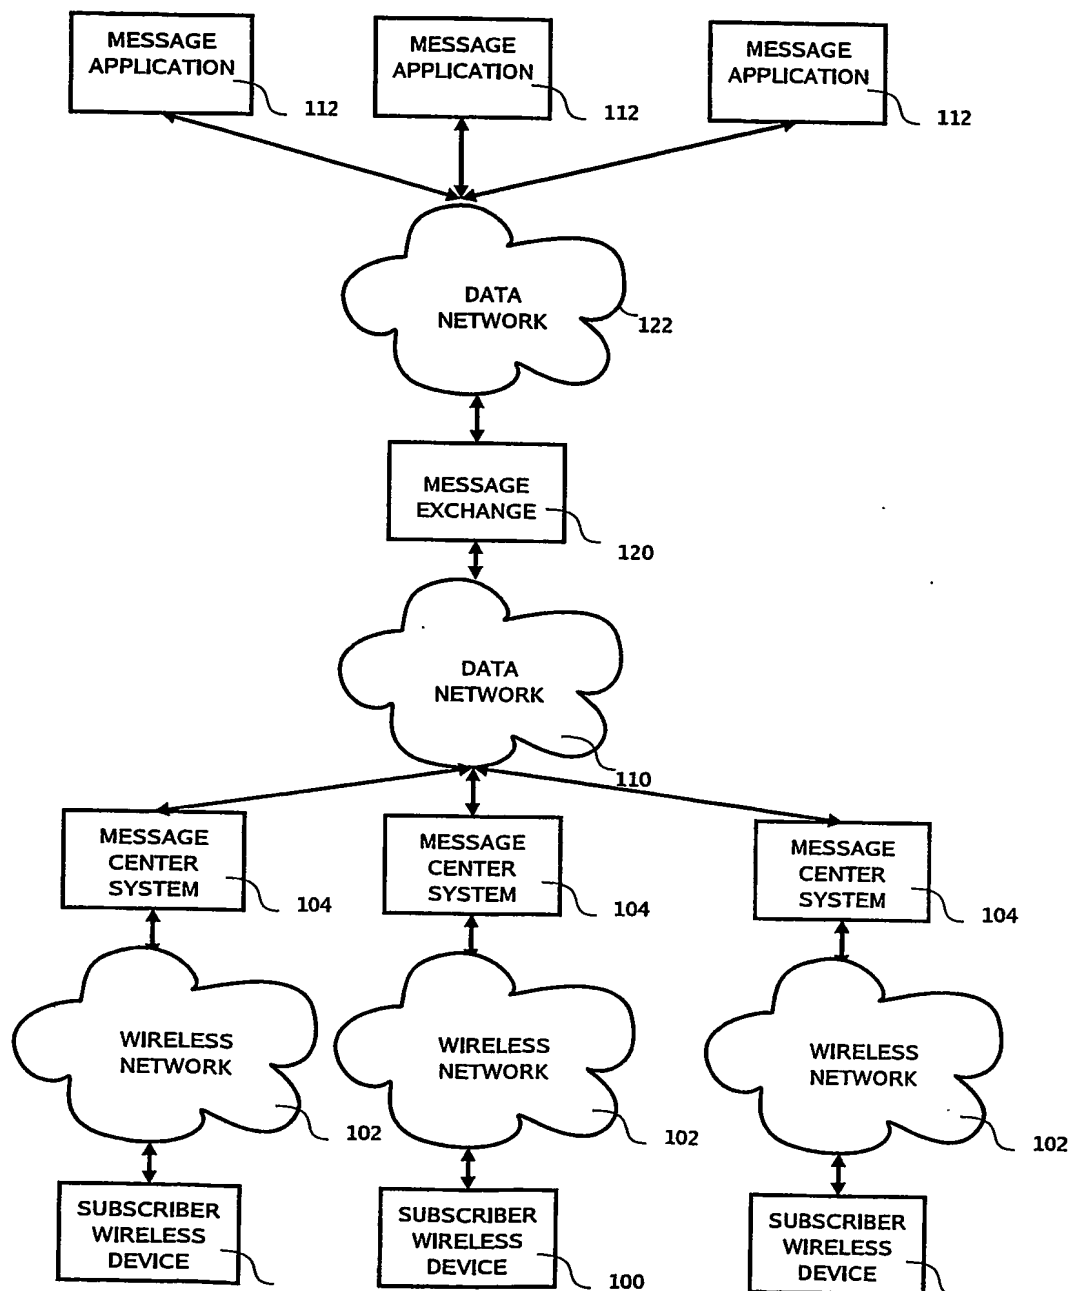 MESSAGE
APPLICATION
112
MESSAGE
APPLICATION
112
MESSAGE
APPLICATION
112
DATA
NETWORK
122
MESSAGE
EXCHANGE
120
DATA
NETWORK
110
MESSAGE
CENTER
SYSTEM
104
MESSAGE
CENTER
SYSTEM
104
MESSAGE
CENTER
SYSTEM
104
WIRELESS
NETWORK
102
WIRELESS
NETWORK
102
WIRELESS
NETWORK
102
SUBSCRIBER
WIRELESS
DEVICE
SUBSCRIBER
WIRELESS
DEVICE
100
SUBSCRIBER
WIRELESS
DEVICE